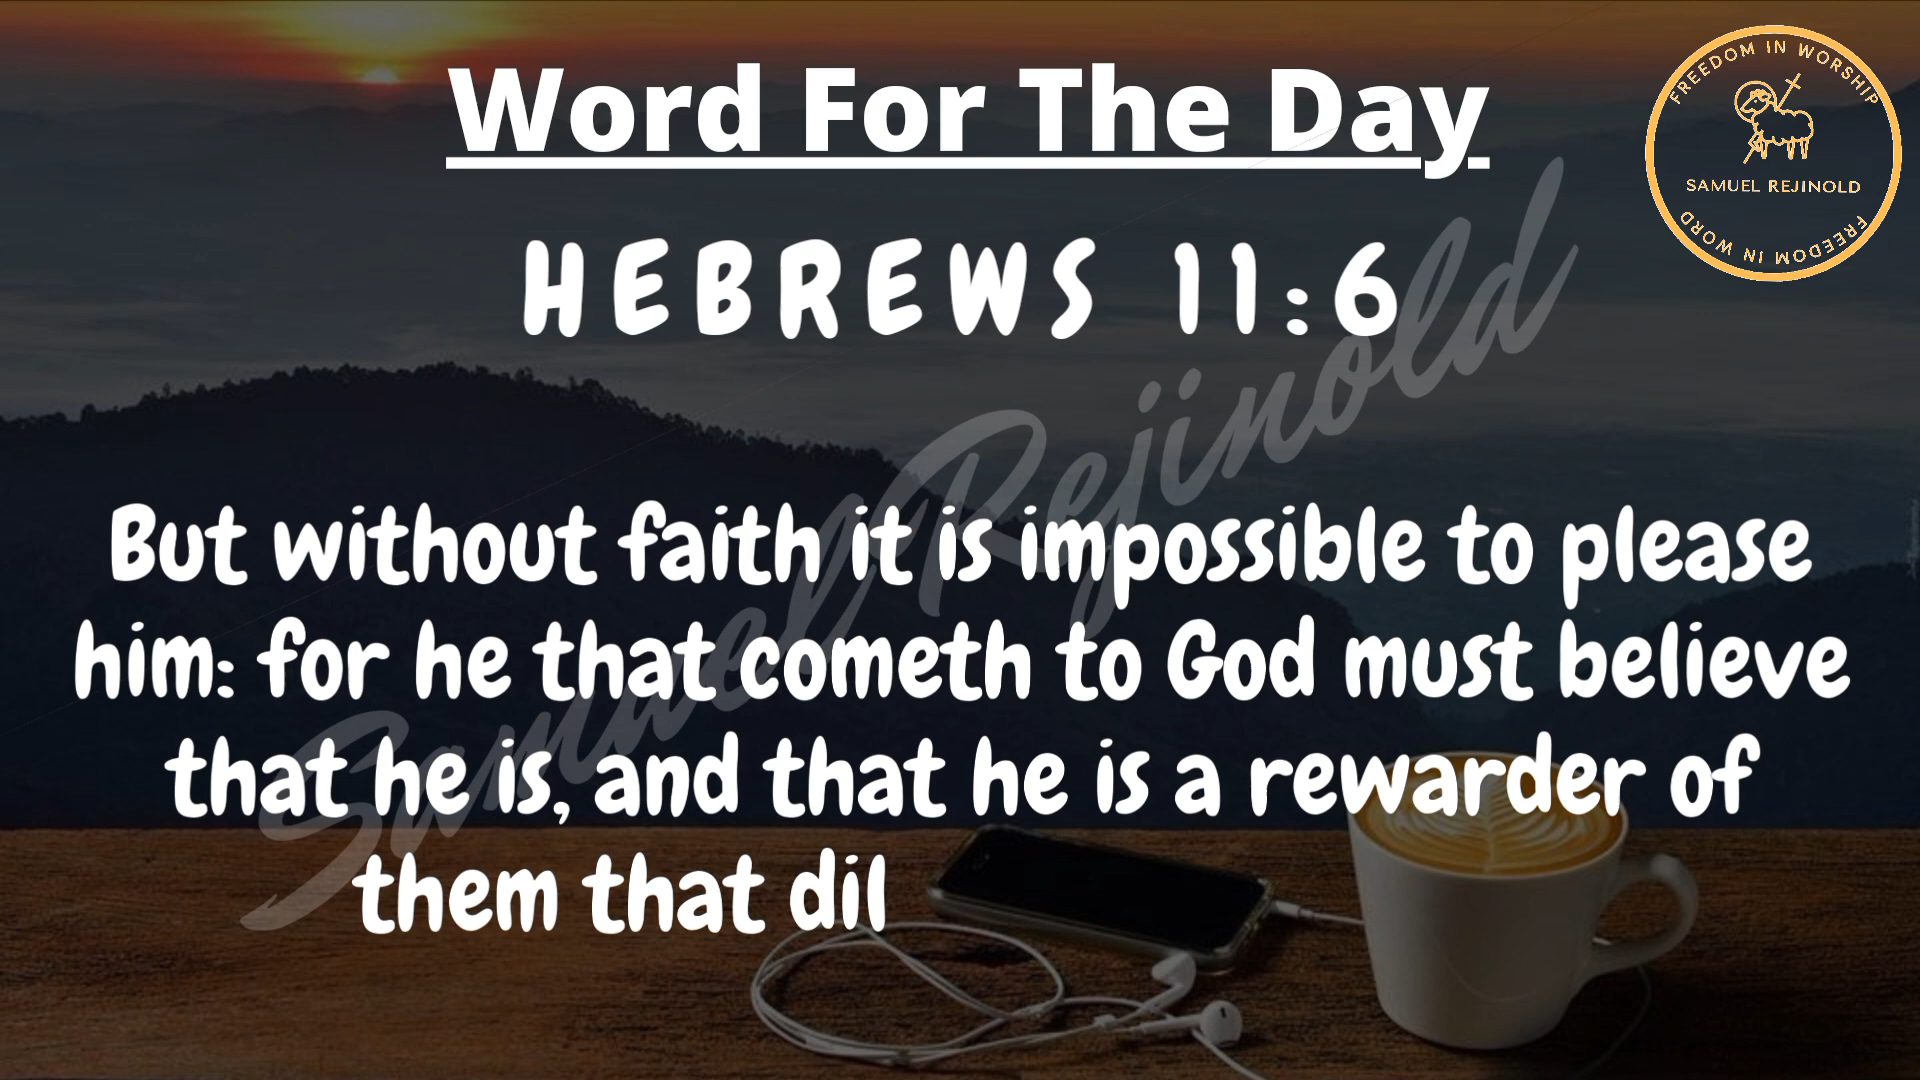 Word For The Day
FREEDOM IN WORSHIP
SAMUEL REJINOLD
FREEDOM IN WORD
HEBREWS 11:6
Samuel Rejinold
But without faith it is impossible to please
him: for he that cometh to God must believe
that he is, and that he is a rewarder of
them that dil